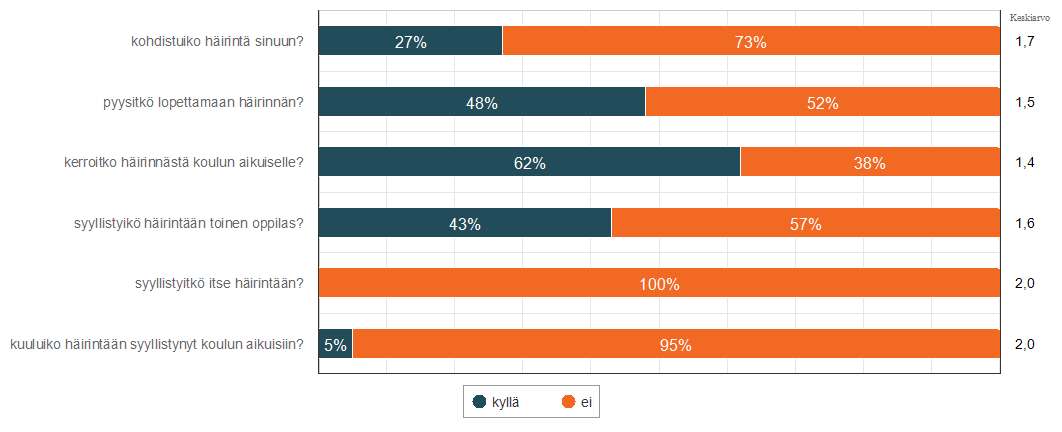 Keskiarvo
kohdistuiko häirintä sinuun? 27% 73% 1,7
pyysitkö lopettamaan häirinnän? 48% 52% 1,5
kerroitko häirinnästä koulun aikuiselle? 62% 38% 1,4
syyllistyikö häirintään toinen oppilas? 43% 57% 1,6
syyllistyitkö itse häirintään? 100% 2,0
kuuluiko häirintään syyllistynyt koulun aikuisiin? 5% 95% 2,0
kyllä ei